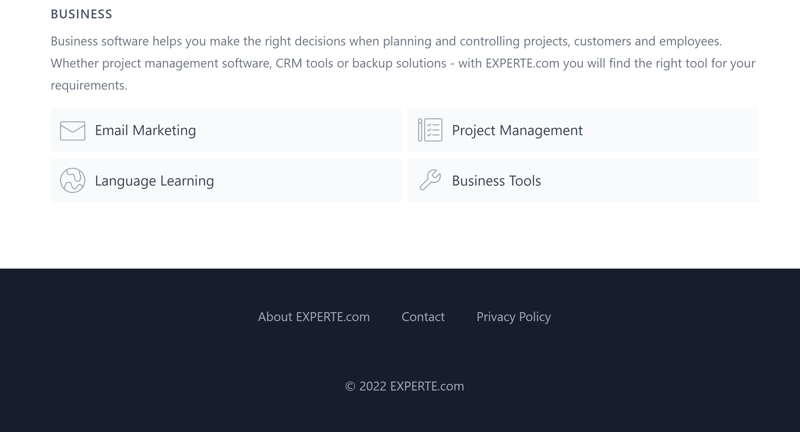 BUSINESS
Business software helps you make the right decisions when planning and controlling projects, customers and employees.
Whether project management software, CRM tools or backup solutions - with EXPERTE.com you will find the right tool for your
requirements.
Email Marketing
Project Management
Language Learning
Business Tools
About EXPERTE.com
Contact
Privacy Policy
© 2022 EXPERTE.com